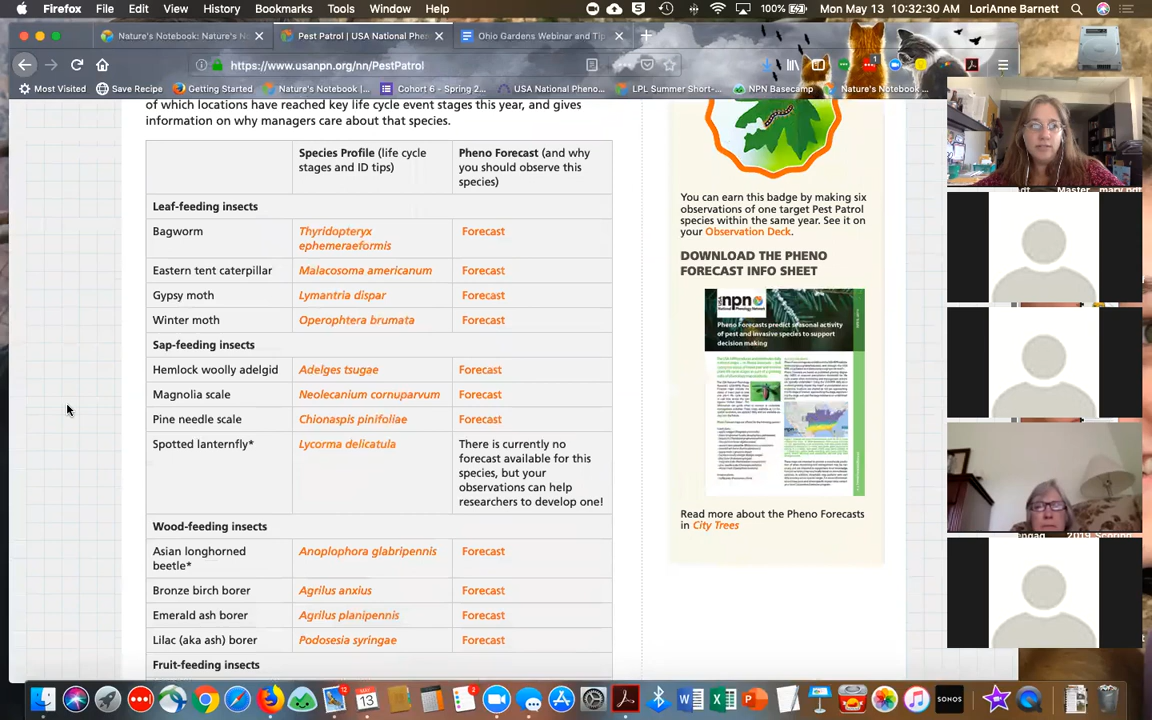 Firefox File Edit View History Bookmarks Tools Window Help 100% Mon May 13 10:32:30 AM LoriAnne Barnett
Nature's Notebook: Nature's N Pest Patrol | USA National Phen Ohio Gardens Webinar and Tip
https://www.usanpn.org/nn/PestPatrol
Most Visited Save Recipe Getting Started Nature's Notebook... Cohort 6 - Spring 2... USA National Pheno... LPL Summer Short-... NPN Basecamp Nature's Notebook ...
of which locations have reached key life cycle event stages this year, and gives
information on why managers care about that species.
Species Profile (life cycle
stages and ID tips)
Pheno Forecast (and why
you should observe this
species)
Leaf-feeding insects
Bagworm Thyridopteryx
ephemeraeformis Forecast
Eastern tent caterpillar Malacosoma americanum Forecast
Gypsy moth Lymantria dispar Forecast
Winter moth Operophtera brumata Forecast
Sap-feeding insects
Hemlock woolly adelgid Adelges tsugae Forecast
Magnolia scale Neolecanium cornuparvum Forecast
Pine needle scale Chionaspis pinifoliae Forecast
Spotted lanternfly* Lycorma delicatula There is currently no
forecast available for this
species, but your
observations can help
researchers to develop one!
Wood-feeding insects
Asian longhorned
beetle* Anoplophora glabripennis Forecast
Bronze birch borer Agrilus anxius Forecast
Emerald ash borer Agrilus planipennis Forecast
Lilac (aka ash) borer Podosesia syringae Forecast
Fruit-feeding insects
You can earn this badge by making six
observations of one target Pest Patrol
species within the same year. See it on
your Observation Deck.
DOWNLOAD THE PHENO
FORECAST INFO SHEET
USA npn
National Phenology Network
Pheno Forecasts predict seasonal activity
of pest and invasive species to support
decision making
Read more about the Pheno Forecasts
in City Trees
MAY
13
SONOS